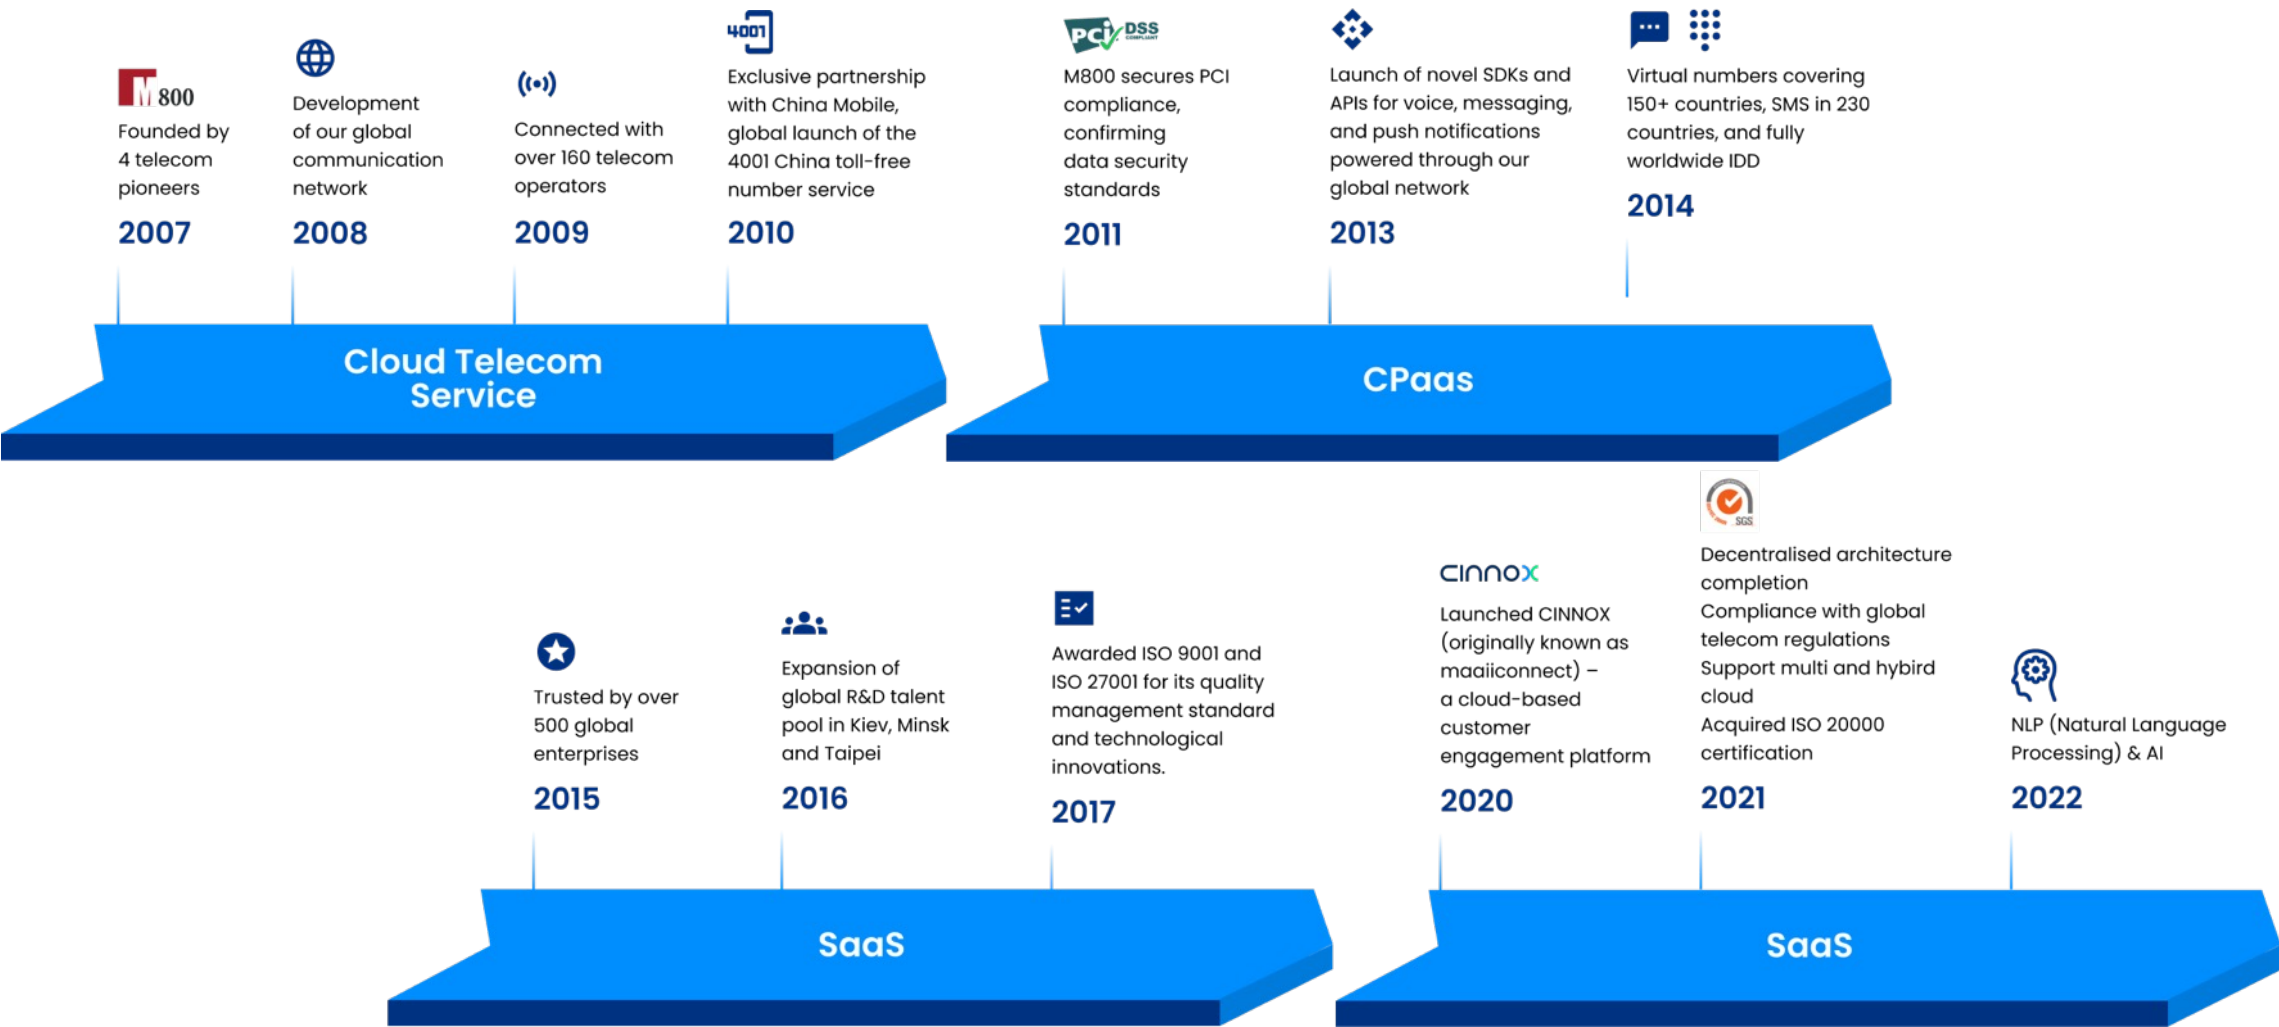 M800
Founded by
4 telecom
pioneers
2007
Development
of our global
communication
network
2008
Connected with
over 160 telecom
operators
2009
4001
Exclusive partnership
with China Mobile,
global launch of the
4001 China toll-free
number service
2010
PCI DSS
COMPLIANT
M800 secures PCI
compliance,
confirming
data security
standards
2011
Launch of novel SDKs and
APIs for voice, messaging,
and push notifications
powered through our
global network
2013
Virtual numbers covering
150+ countries, SMS in 230
countries, and fully
worldwide IDD
2014
Cloud Telecom
Service
CPaas
Trusted by over
500 global
enterprises
2015
Expansion of
global R&D talent
pool in Kiev, Minsk
and Taipei
2016
Awarded ISO 9001 and
ISO 27001 for its quality
management standard
and technological
innovations.
2017
CINNOX
Launched CINNOX
(originally known as
maaiiconnect) –
a cloud-based
customer
engagement platform
2020
SGS
Decentralised architecture
completion
Compliance with global
telecom regulations
Support multi and hybird
cloud
Acquired ISO 20000
certification
2021
NLP (Natural Language
Processing) & AI
2022
SaaS
SaaS